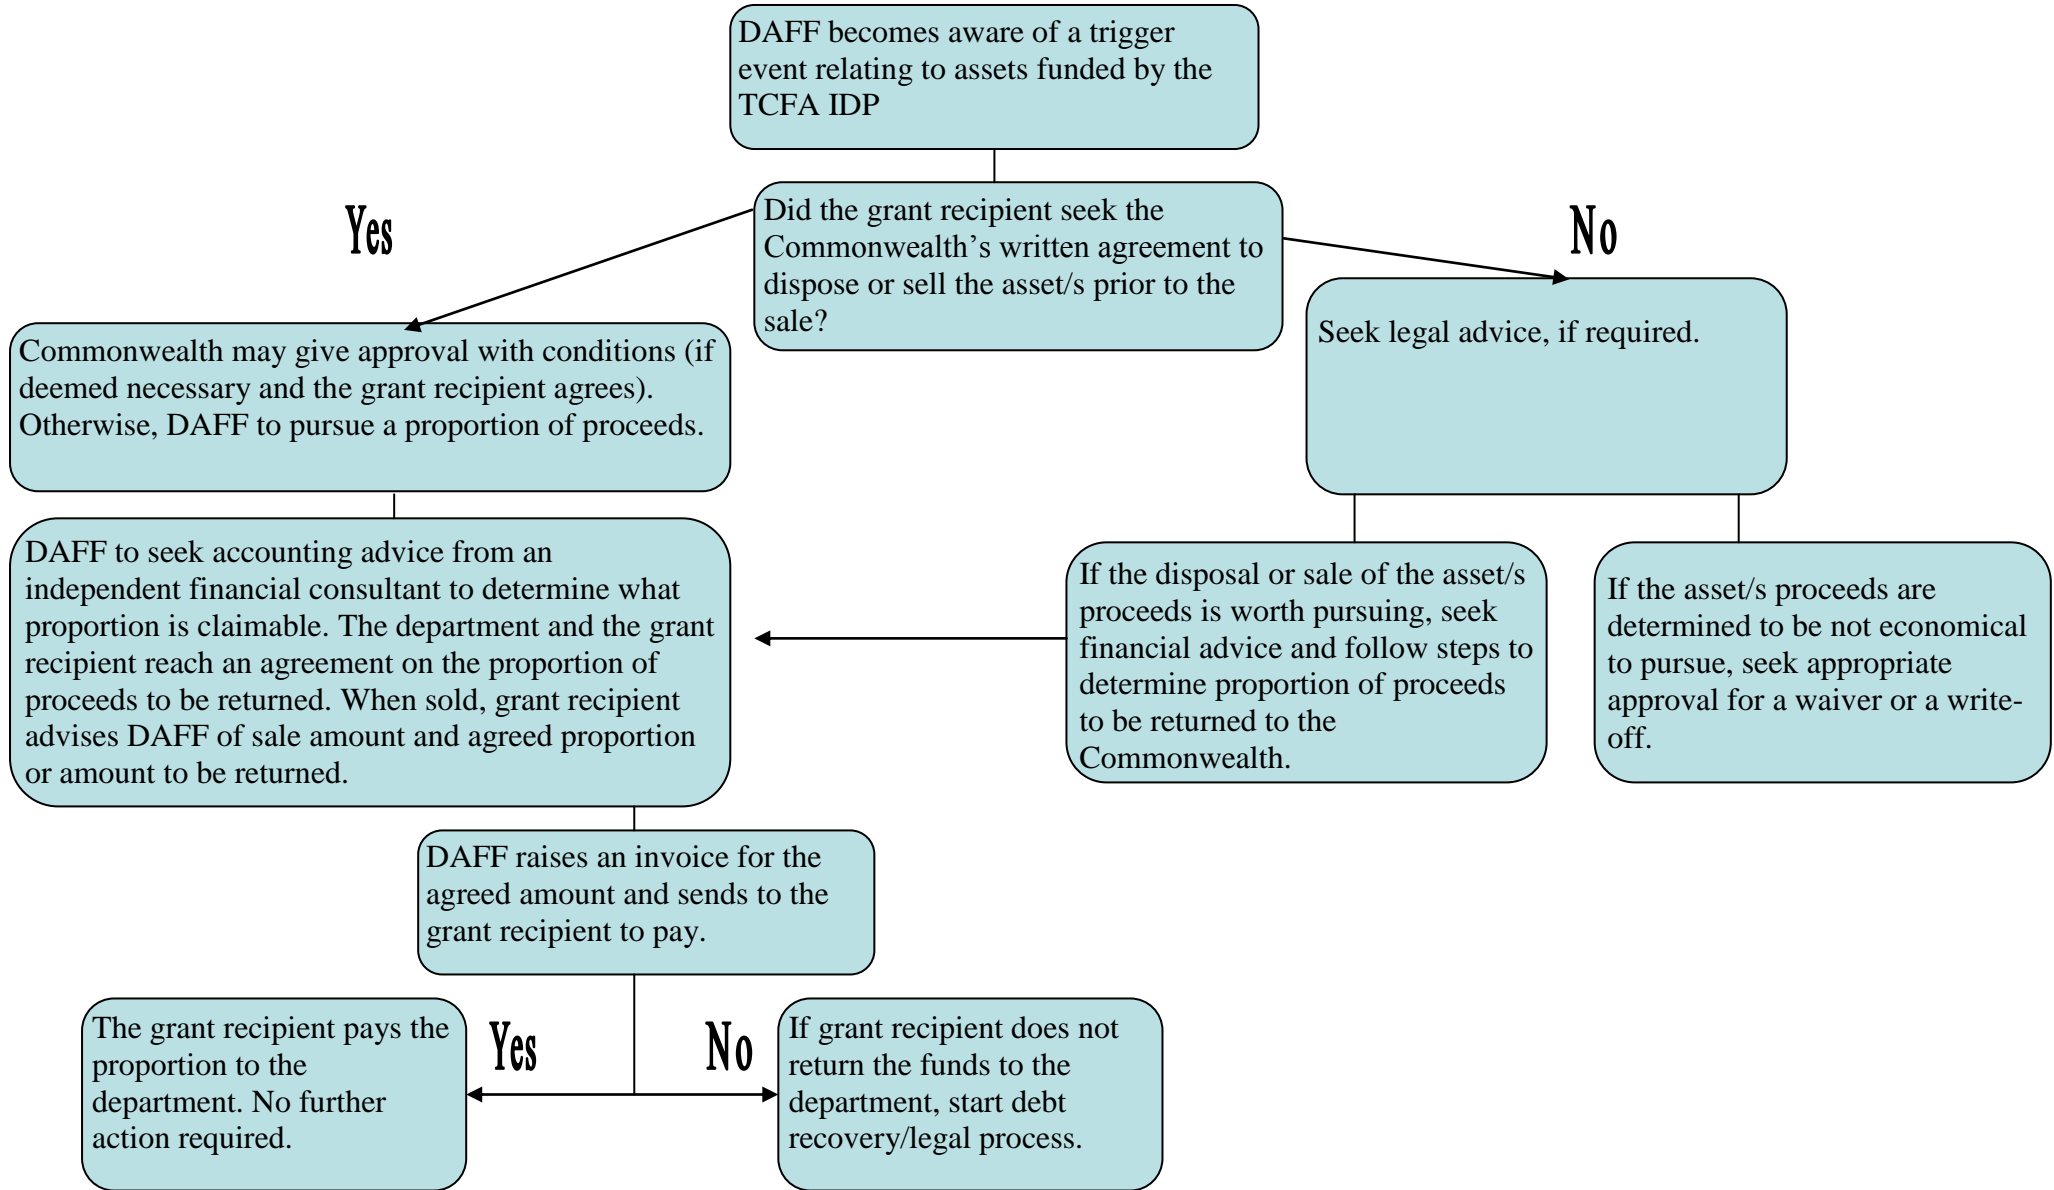 DAFF becomes aware of a trigger
event relating to assets funded by the
TCFA IDP
Yes
Did the grant recipient seek the
Commonwealth’s written agreement to
dispose or sell the asset/s prior to the
sale?
No
Commonwealth may give approval with conditions (if
deemed necessary and the grant recipient agrees).
Otherwise, DAFF to pursue a proportion of proceeds.
Seek legal advice, if required.
DAFF to seek accounting advice from an
independent financial consultant to determine what
proportion is claimable. The department and the grant
recipient reach an agreement on the proportion of
proceeds to be returned. When sold, grant recipient
advises DAFF of sale amount and agreed proportion
or amount to be returned.
If the disposal or sale of the asset/s
proceeds is worth pursuing, seek
financial advice and follow steps to
determine proportion of proceeds
to be returned to the
Commonwealth.
If the asset/s proceeds are
determined to be not economical
to pursue, seek appropriate
approval for a waiver or a write-
off.
DAFF raises an invoice for the
agreed amount and sends to the
grant recipient to pay.
The grant recipient pays the
proportion to the
department. No further
action required.
Yes
No
If grant recipient does not
return the funds to the
department, start debt
recovery/legal process.